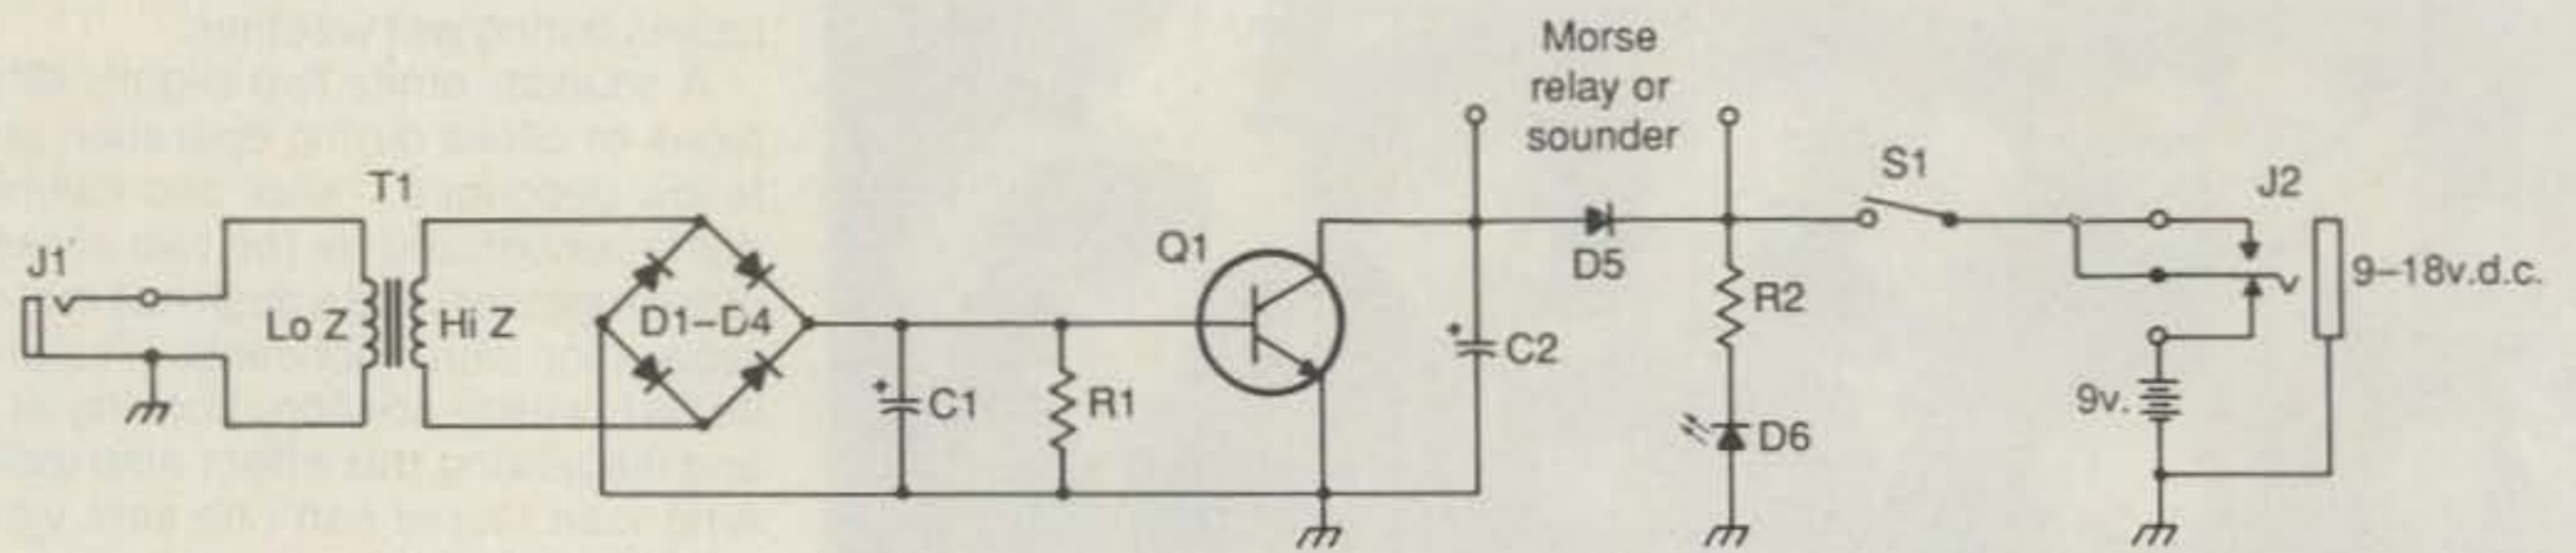 Morse
relay or
sounder
T1
S1
J2
J1
Q1
D5
9–18v.d.c.
Lo Z
Hi Z
D1–D4
R2
C2
C1
R1
9v.
D6